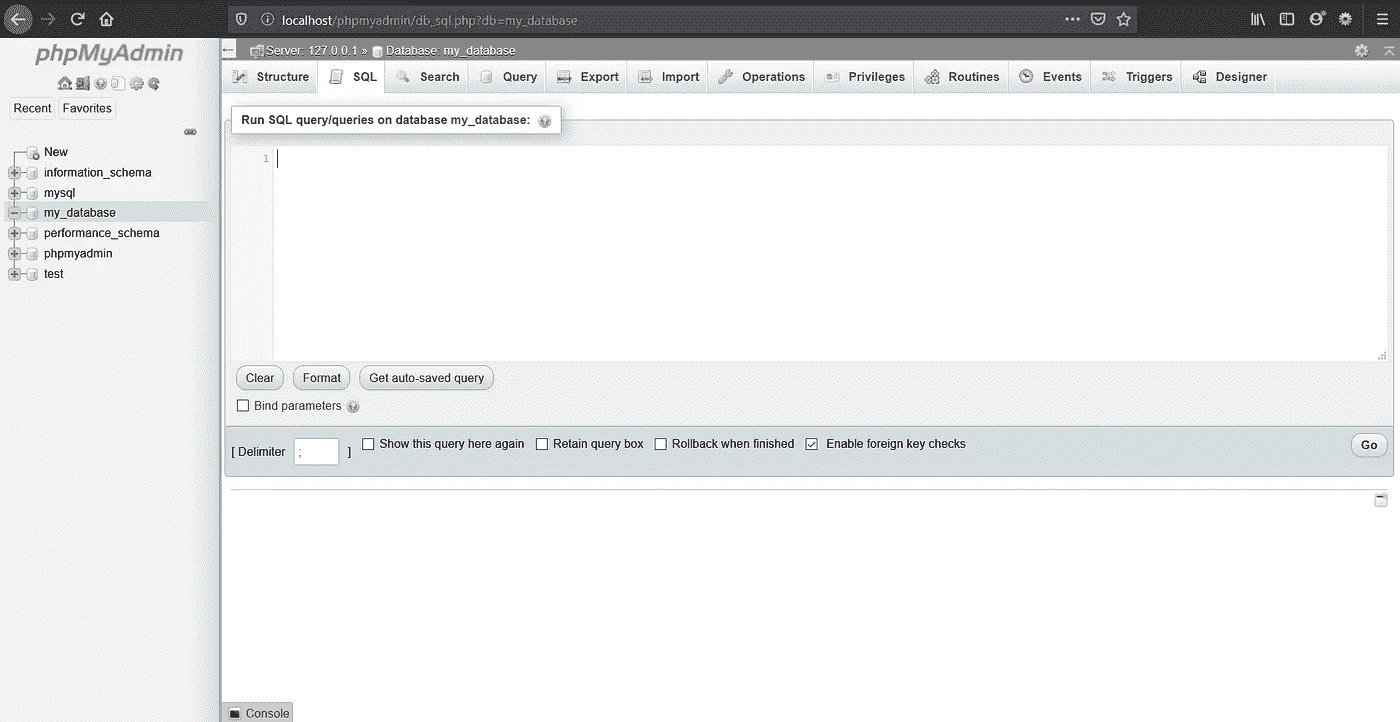 localhost/phpmyadmin/db_sql.php?db=my_database
phpMyAdmin
Recent Favorites
New
information_schema
mysql
my_database
performance_schema
phpmyadmin
test
Server: 127.0.0.1 » Database: my_database
Structure SQL Search Query Export Import Operations Privileges Routines Events Triggers Designer
Run SQL query/queries on database my_database:
1
Clear Format Get auto-saved query
Bind parameters
[ Delimiter ; ] Show this query here again Retain query box Rollback when finished Enable foreign key checks Go
Console